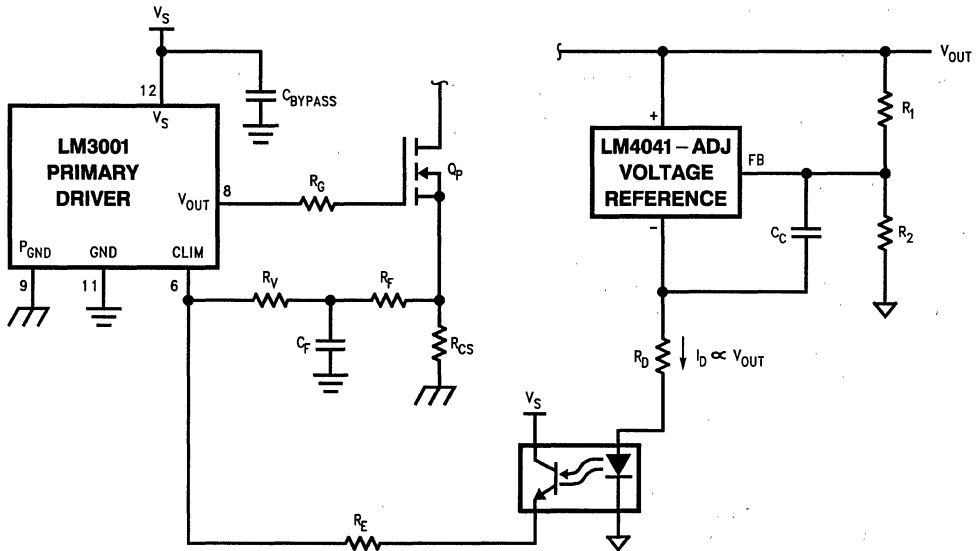 V_S
C_BYPASS
12
V_S
LM3001
PRIMARY
DRIVER
V_OUT
8
R_G
Q_P
P_GND
GND
CLIM
9
11
6
R_V
R_F
C_F
R_CS
R_E
V_S
V_OUT
R_1
+
LM4041-ADJ
VOLTAGE
REFERENCE
FB
-
C_C
R_2
R_D
I_D ∝ V_OUT